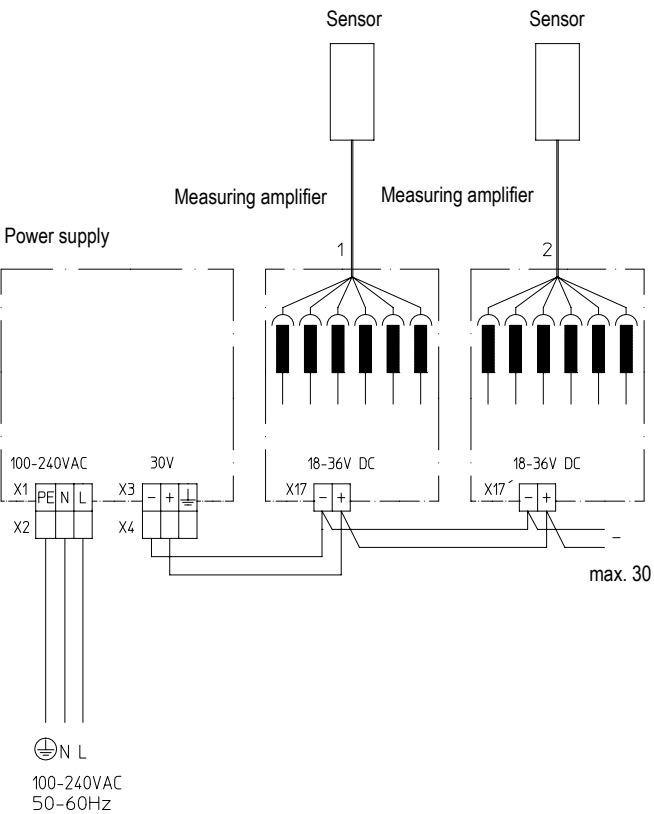 Sensor Sensor
Measuring amplifier Measuring amplifier
Power supply
1 2
100-240VAC 30V 18-36V DC 18-36V DC
X1 PE N L X3 - + X17 - + X17´ - +
X2 X4
–
max. 30
N L
100-240VAC
50-60Hz